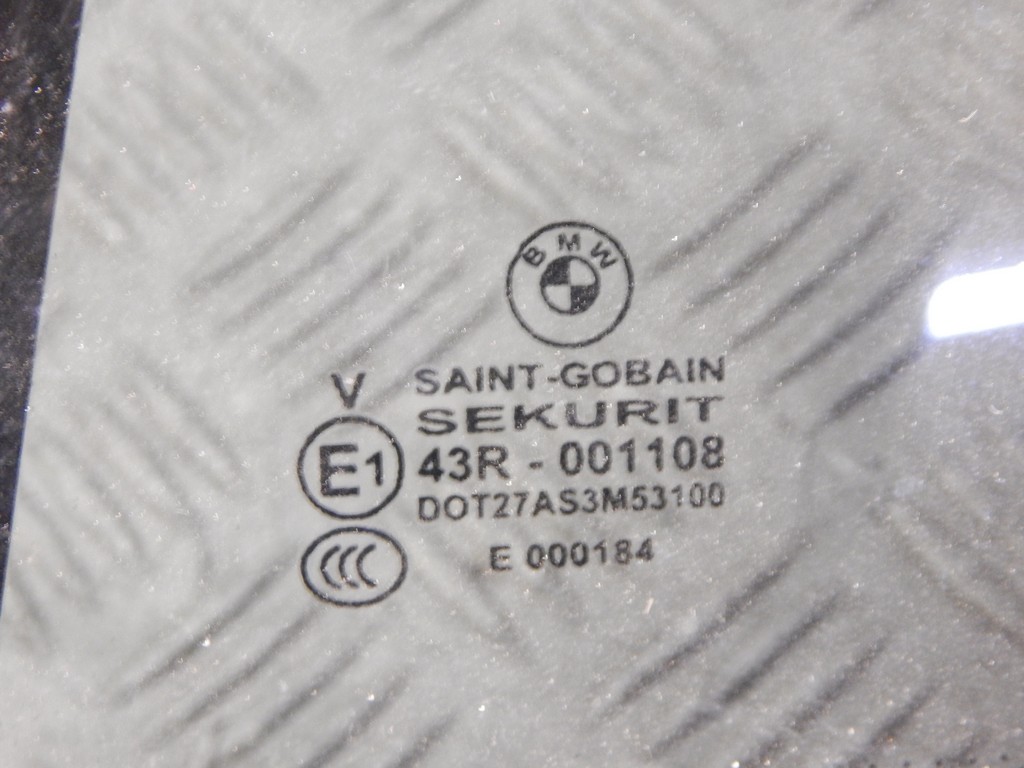 BMW
SAINT-GOBAIN
V
SEKURIT
E1
43R - 001108
DOT27AS3M53100
CCC
E 000184